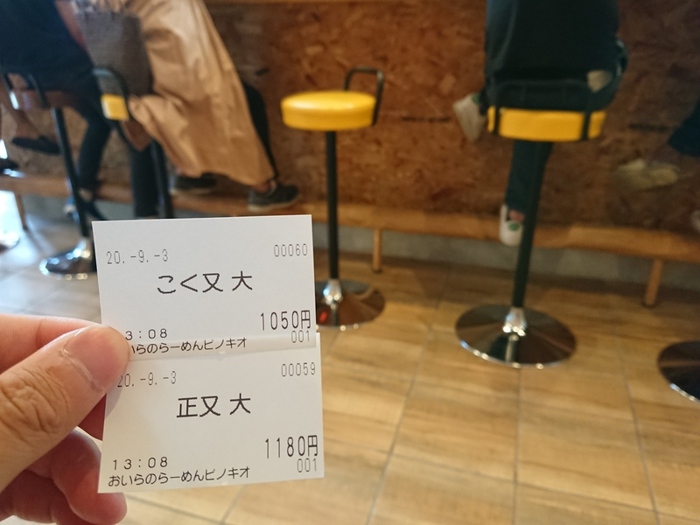 20.-9.-3
00060
こく又 大
1050円
3:08
001
いらのらーめんピノキオ
20.-9.-3
00059
正又 大
1180円
13:08
001
おいらのらーめんピノキオ